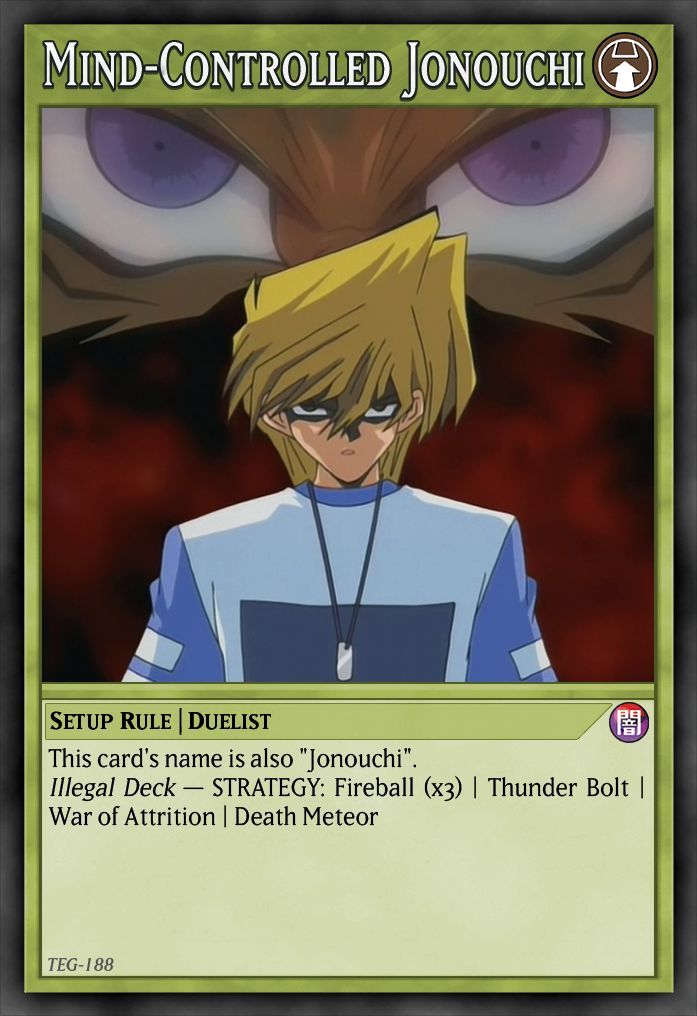 Mind-Controlled Jonouchi
Setup Rule | Duelist
闇
This card's name is also "Jonouchi".
Illegal Deck — STRATEGY: Fireball (x3) | Thunder Bolt |
War of Attrition | Death Meteor
TEG-188